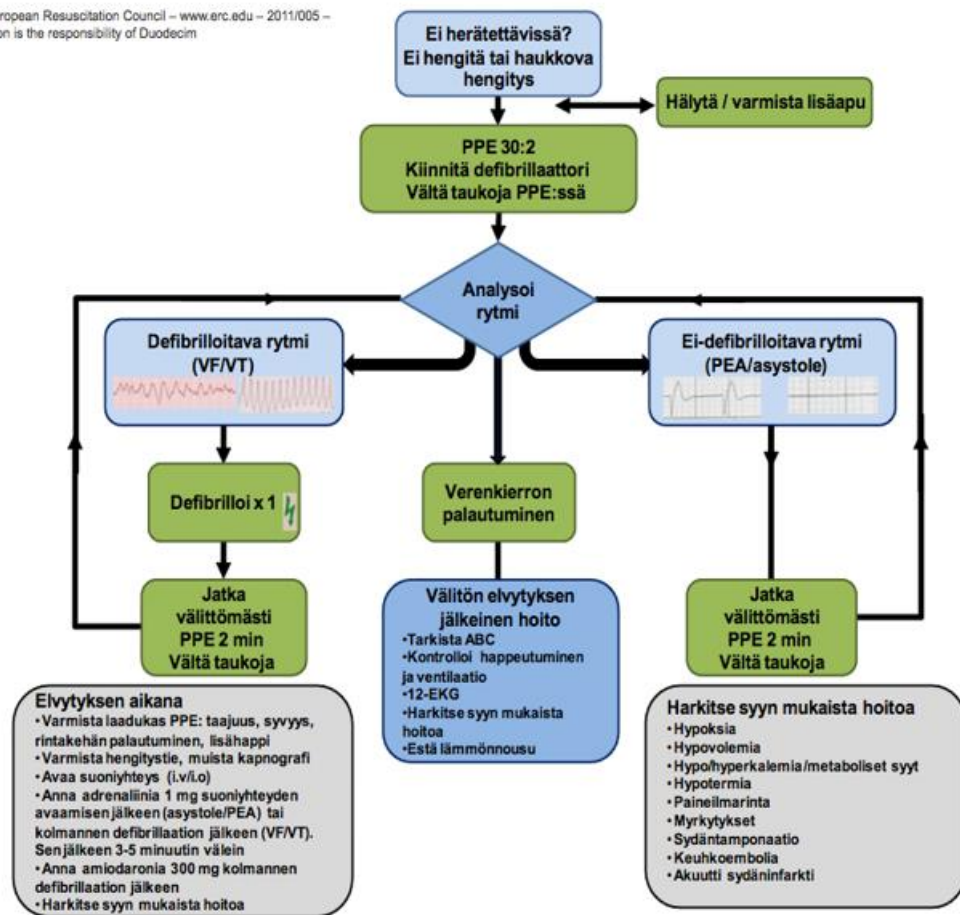 ropean Resuscitation Council – www.erc.edu – 2011/005 –
on is the responsibility of Duodecim
Ei herätettävissä?
Ei hengitä tai haukkova
hengitys
Hälytä / varmista lisäapu
PPE 30:2
Kiinnitä defibrillaattori
Vältä taukoja PPE:ssä
Analysoi
rytmi
Defibrilloitava rytmi
(VF/VT)
Ei-defibrilloitava rytmi
(PEA/asystole)
Defibrilloi x 1
Verenkierron
palautuminen
Jatka
välittömästi
PPE 2 min
Vältä taukoja
Välitön elvytyksen
jälkeinen hoito
•Tarkista ABC
•Kontrolloi happeutuminen
ja ventilaatio
•12-EKG
•Harkitse syyn mukaista
hoitoa
•Estä lämmönnousu
Jatka
välittömästi
PPE 2 min
Vältä taukoja
Elvytyksen aikana
• Varmista laadukas PPE: taajuus, syvyys,
rintakehän palautuminen, lisähappi
• Varmista hengitystie, muista kapnografi
• Avaa suoniyhteys (i.v/i.o)
• Anna adrenaliinia 1 mg suoniyhteyden
avaamisen jälkeen (asystole/PEA) tai
kolmannen defibrillaation jälkeen (VF/VT).
Sen jälkeen 3-5 minuutin välein
• Anna amiodaronia 300 mg kolmannen
defibrillaation jälkeen
• Harkitse syyn mukaista hoitoa
Harkitse syyn mukaista hoitoa
• Hypoksia
• Hypovolemia
• Hypo/hyperkalemia/metaboliset syyt
• Hypotermia
• Paineilmarinta
• Myrkytykset
• Sydäntamponaatio
• Keuhkoembolia
• Akuutti sydäninfarkti